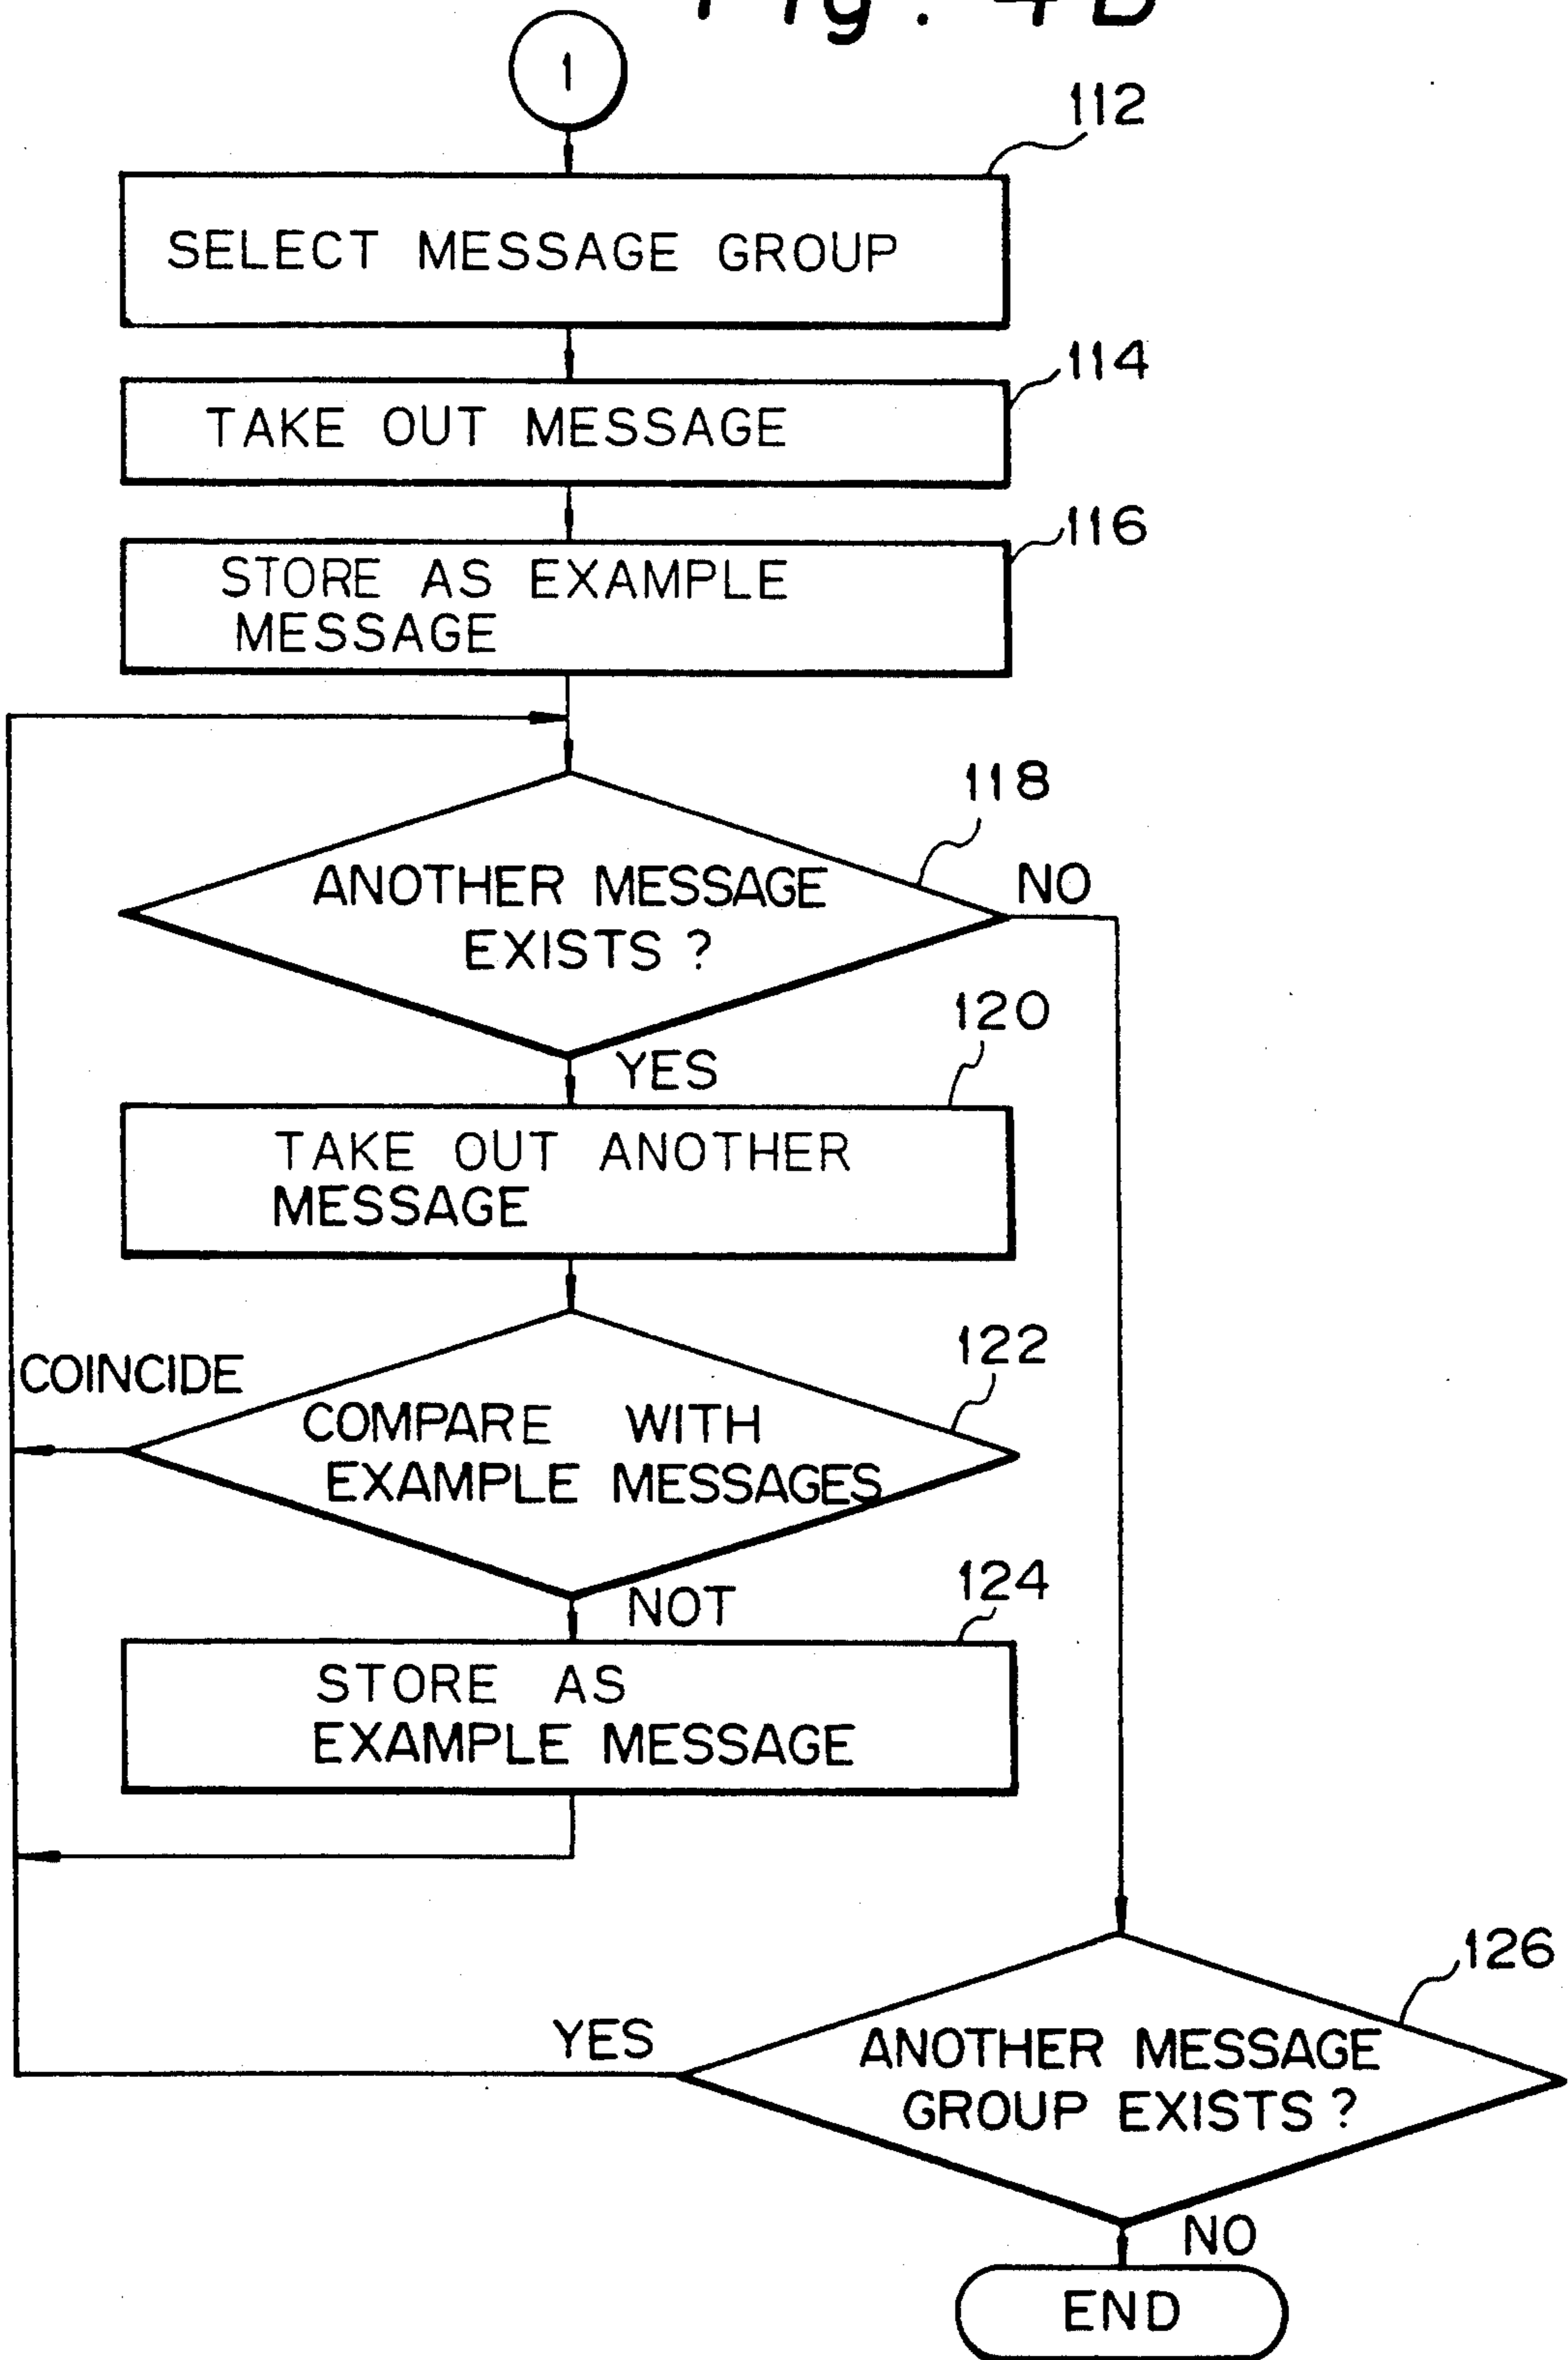 Fig. 4B
1
112
SELECT MESSAGE GROUP
114
TAKE OUT MESSAGE
116
STORE AS EXAMPLE
MESSAGE
118
ANOTHER MESSAGE
EXISTS ?
NO
YES
120
TAKE OUT ANOTHER
MESSAGE
122
COINCIDE
COMPARE WITH
EXAMPLE MESSAGES
NOT
124
STORE AS
EXAMPLE MESSAGE
126
YES
ANOTHER MESSAGE
GROUP EXISTS ?
NO
END